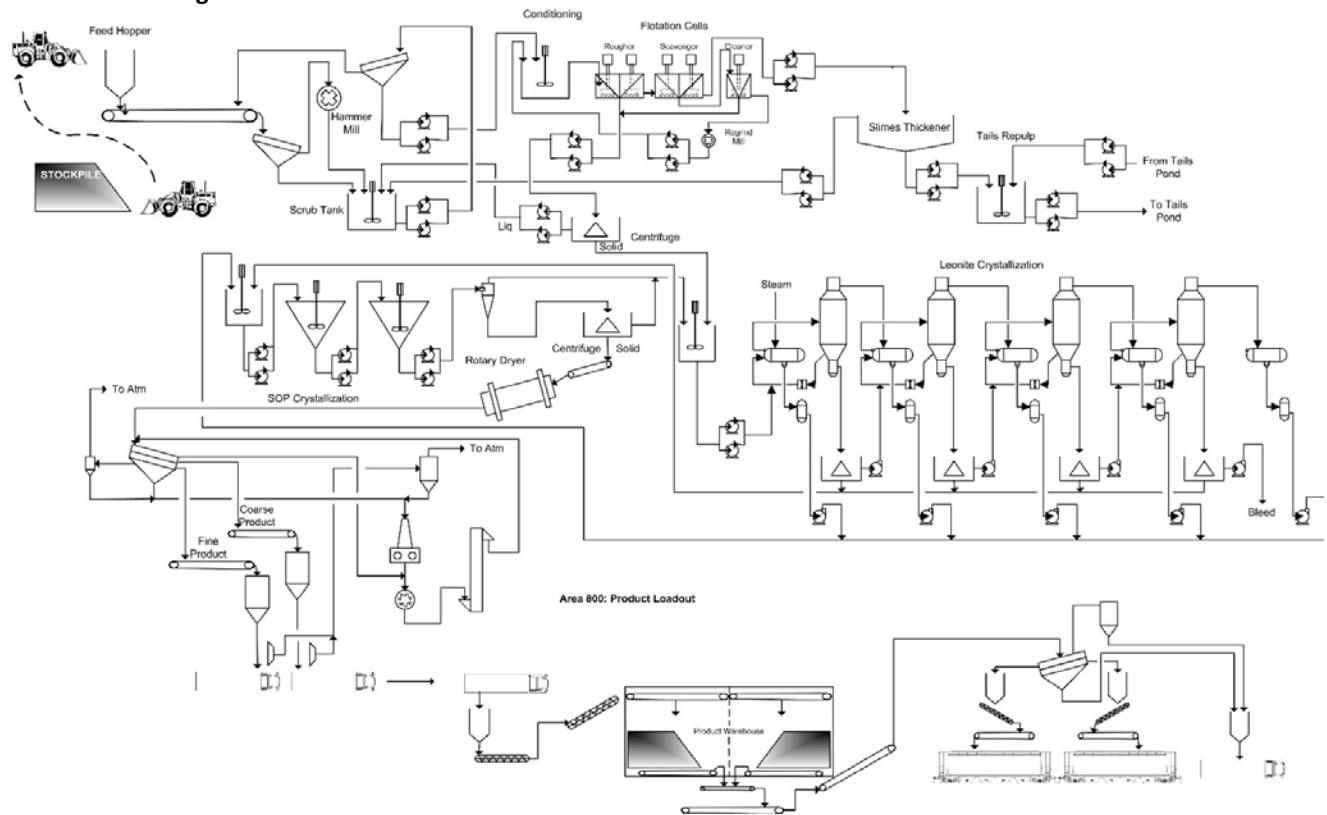 Conditioning
Feed Hopper
Flotation Cells
Rougher
Scavenger
Cleaner
Hammer
Mill
Regrind
Mill
Slimes Thickener
Tails Repulp
From Tails
Pond
STOCKPILE
Scrub Tank
To Tails
Pond
Liq
Centrifuge
Solid
Leonite Crystallization
Steam
Centrifuge
Solid
Rotary Dryer
To Atm
SOP Crystallization
To Atm
Coarse
Product
Bleed
Fine
Product
Area 800: Product Loadout
Product Warehouse